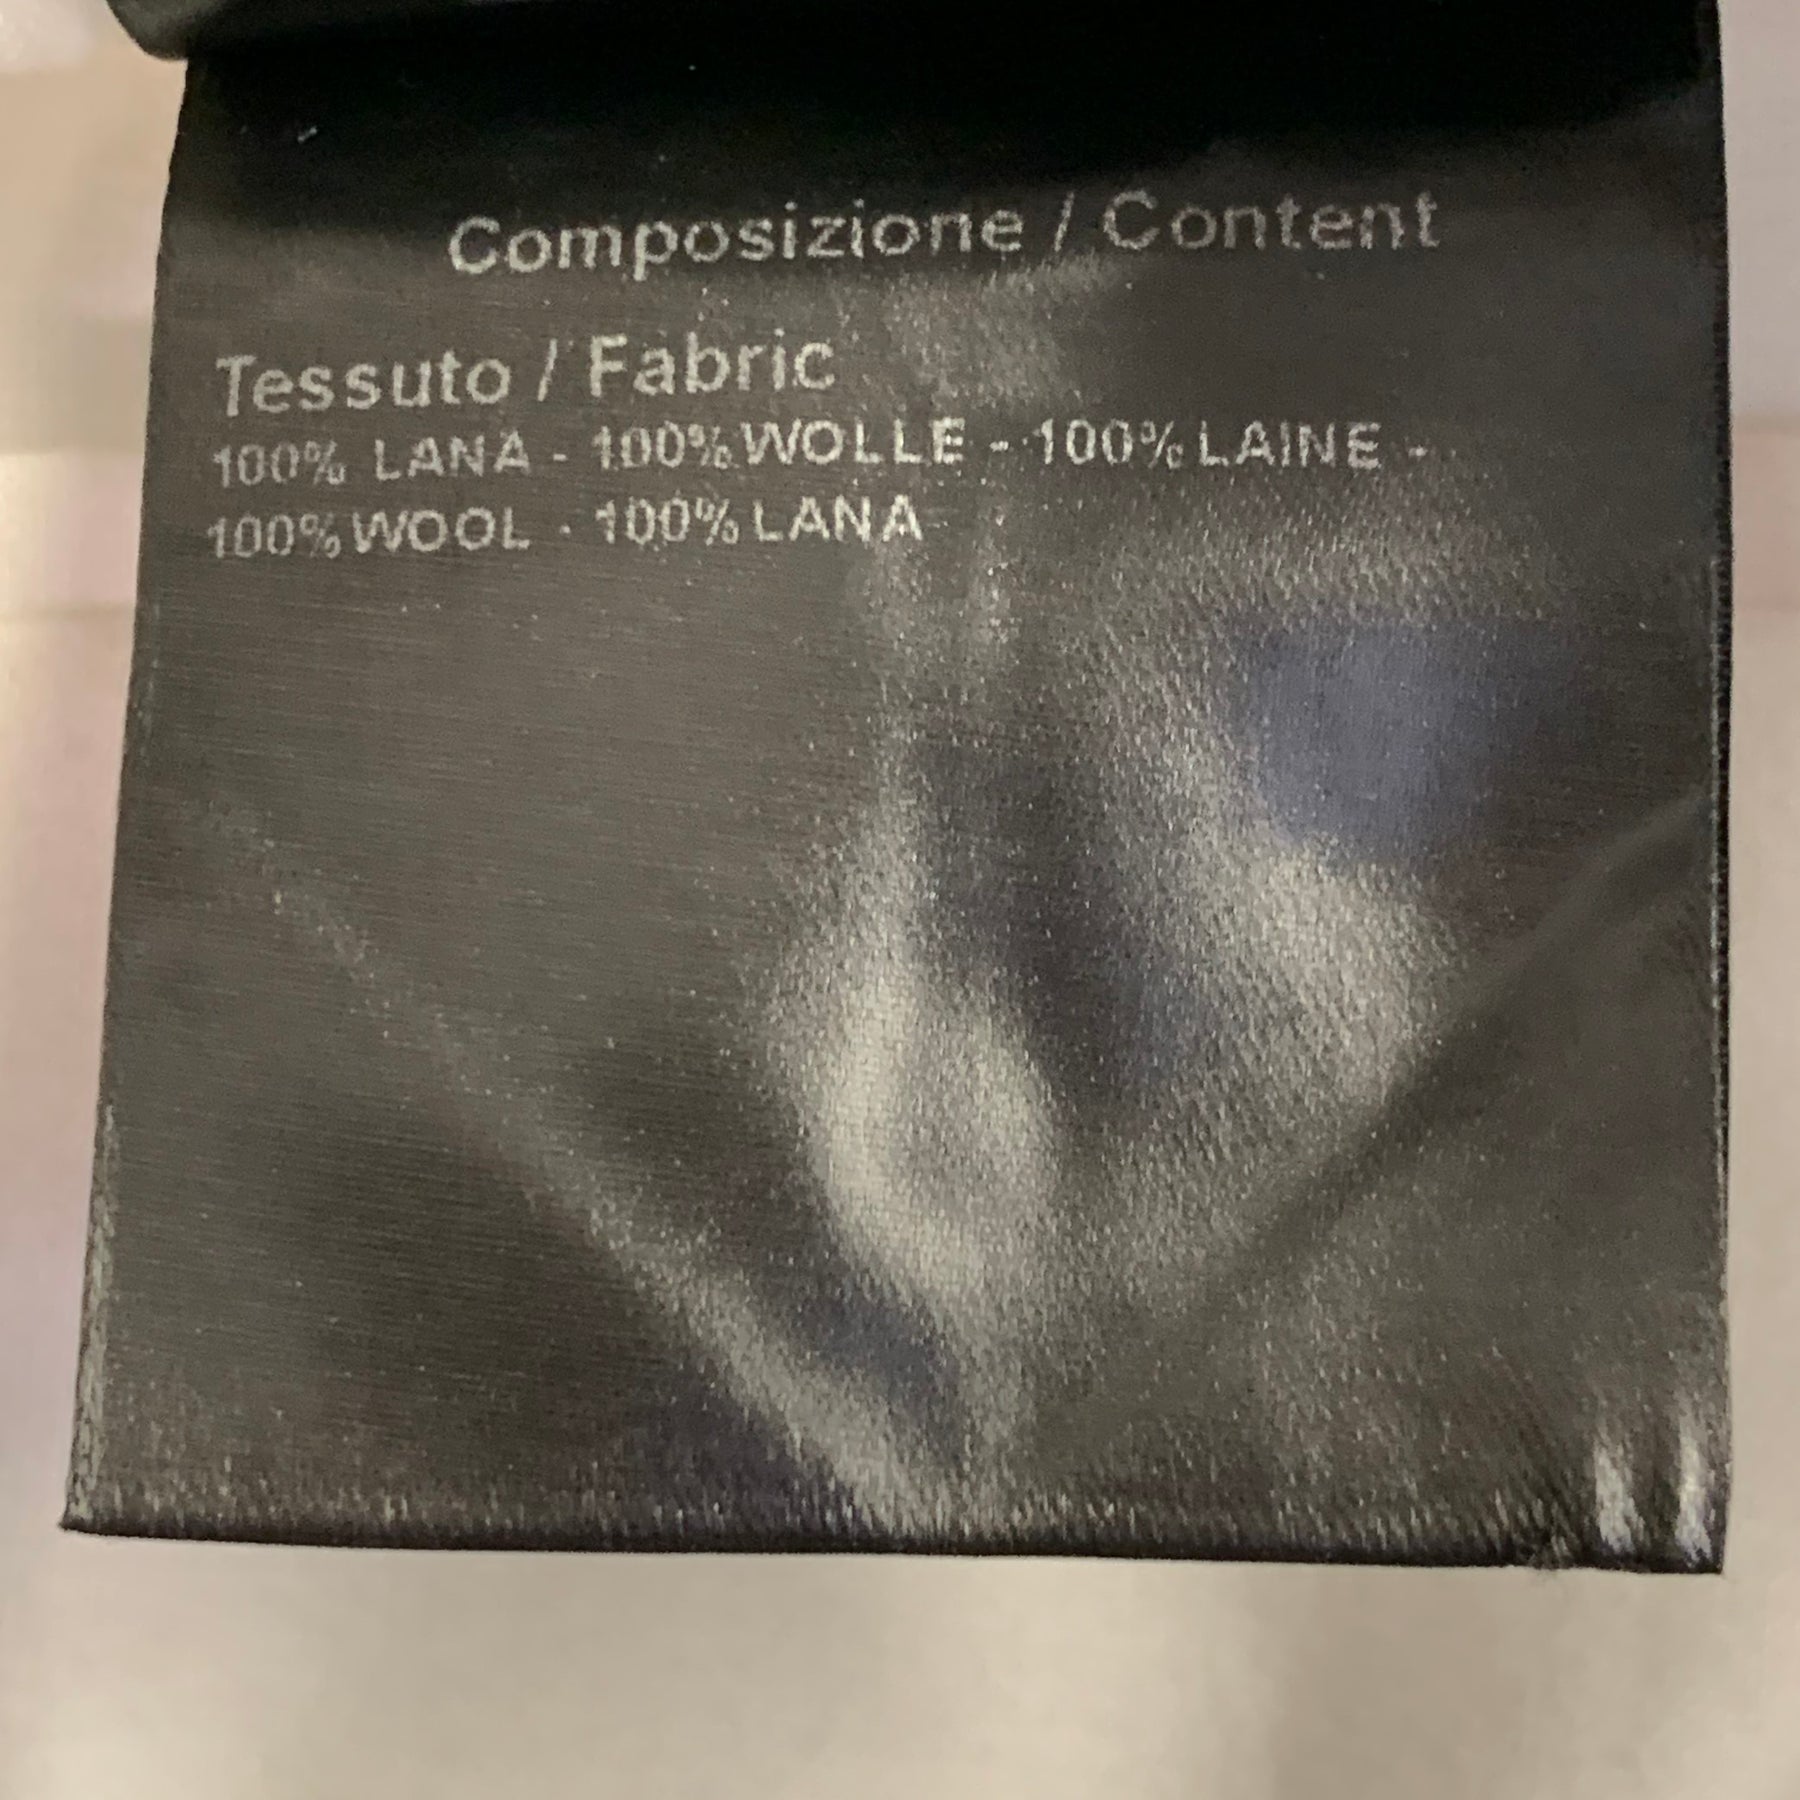 Composizione / Content
Tessuto / Fabric
100% LANA - 100% WOLLE - 100% LAINE -
100% WOOL - 100% LANA